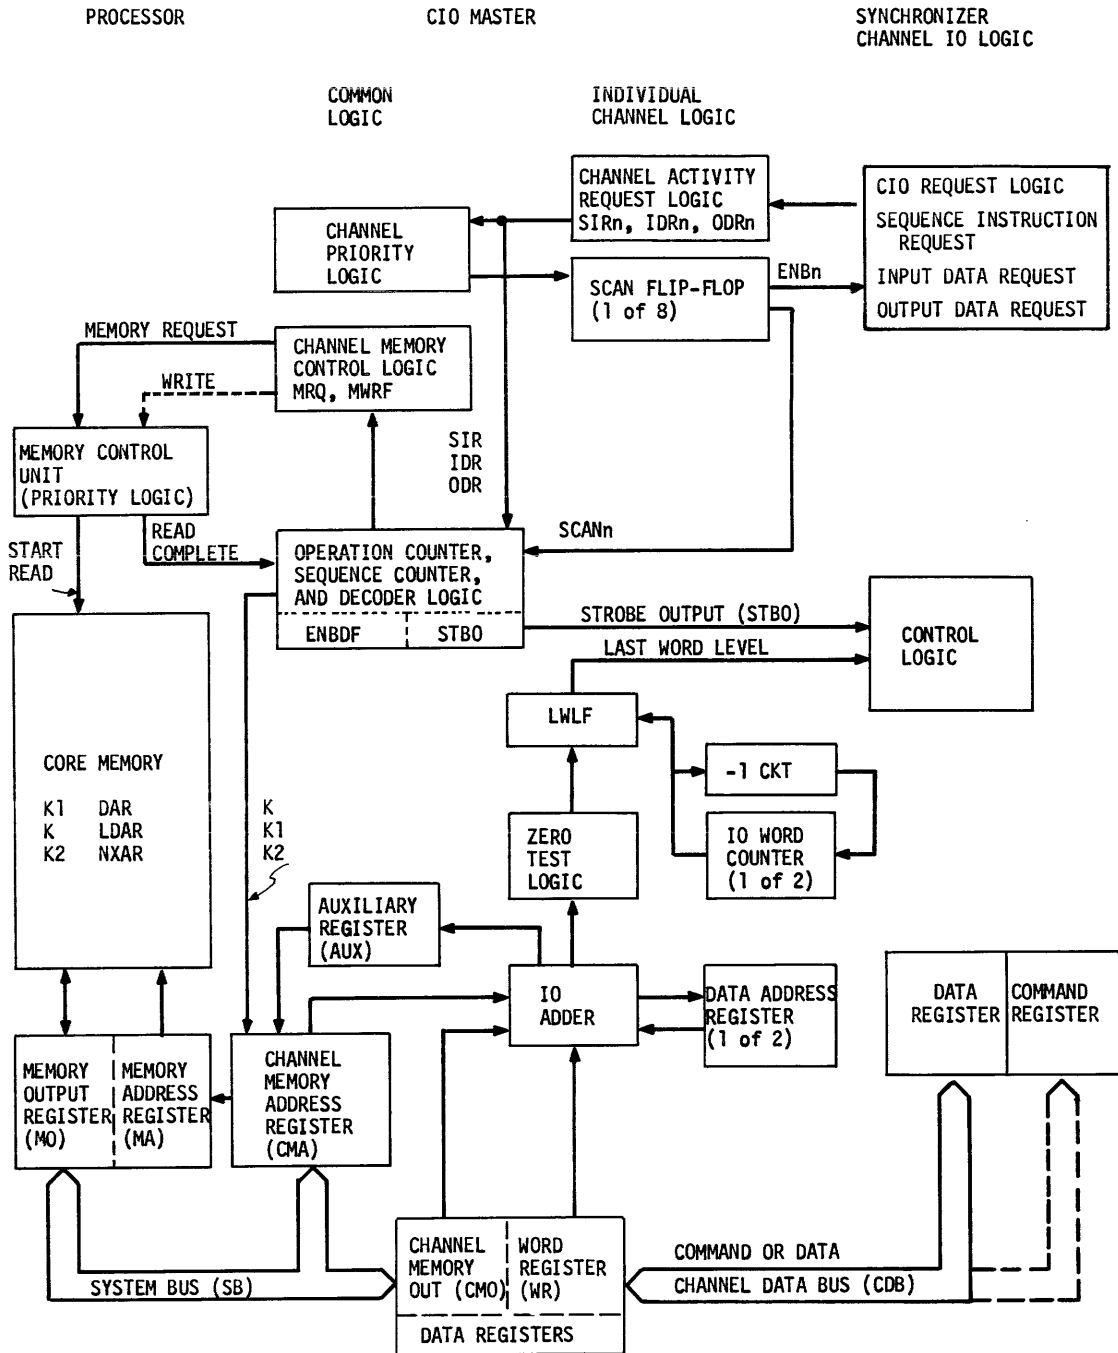 PROCESSOR
CIO MASTER
SYNCHRONIZER
CHANNEL IO LOGIC
COMMON
LOGIC
INDIVIDUAL
CHANNEL LOGIC
CHANNEL ACTIVITY
REQUEST LOGIC
SIRn, IDRn, ODRn
CIO REQUEST LOGIC
SEQUENCE INSTRUCTION
REQUEST
INPUT DATA REQUEST
OUTPUT DATA REQUEST
CHANNEL
PRIORITY
LOGIC
SCAN FLIP-FLOP
(1 of 8)
ENBn
MEMORY REQUEST
WRITE
CHANNEL MEMORY
CONTROL LOGIC
MRQ, MWRF
MEMORY CONTROL
UNIT
(PRIORITY LOGIC)
SIR
IDR
ODR
START
READ
READ
COMPLETE
SCANn
OPERATION COUNTER,
SEQUENCE COUNTER,
AND DECODER LOGIC
ENBDF
STBO
STROBE OUTPUT (STBO)
LAST WORD LEVEL
CONTROL
LOGIC
LWLF
-1 CKT
IO WORD
COUNTER
(1 of 2)
ZERO
TEST
LOGIC
CORE MEMORY
K1 DAR
K LDAR
K2 NXAR
K
K1
K2
AUXILIARY
REGISTER
(AUX)
IO
ADDER
DATA ADDRESS
REGISTER
(1 of 2)
DATA
REGISTER
COMMAND
REGISTER
MEMORY
OUTPUT
REGISTER
(MO)
MEMORY
ADDRESS
REGISTER
(MA)
CHANNEL
MEMORY
ADDRESS
REGISTER
(CMA)
SYSTEM BUS (SB)
CHANNEL
MEMORY
OUT (CMO)
WORD
REGISTER
(WR)
DATA REGISTERS
COMMAND OR DATA
CHANNEL DATA BUS (CDB)